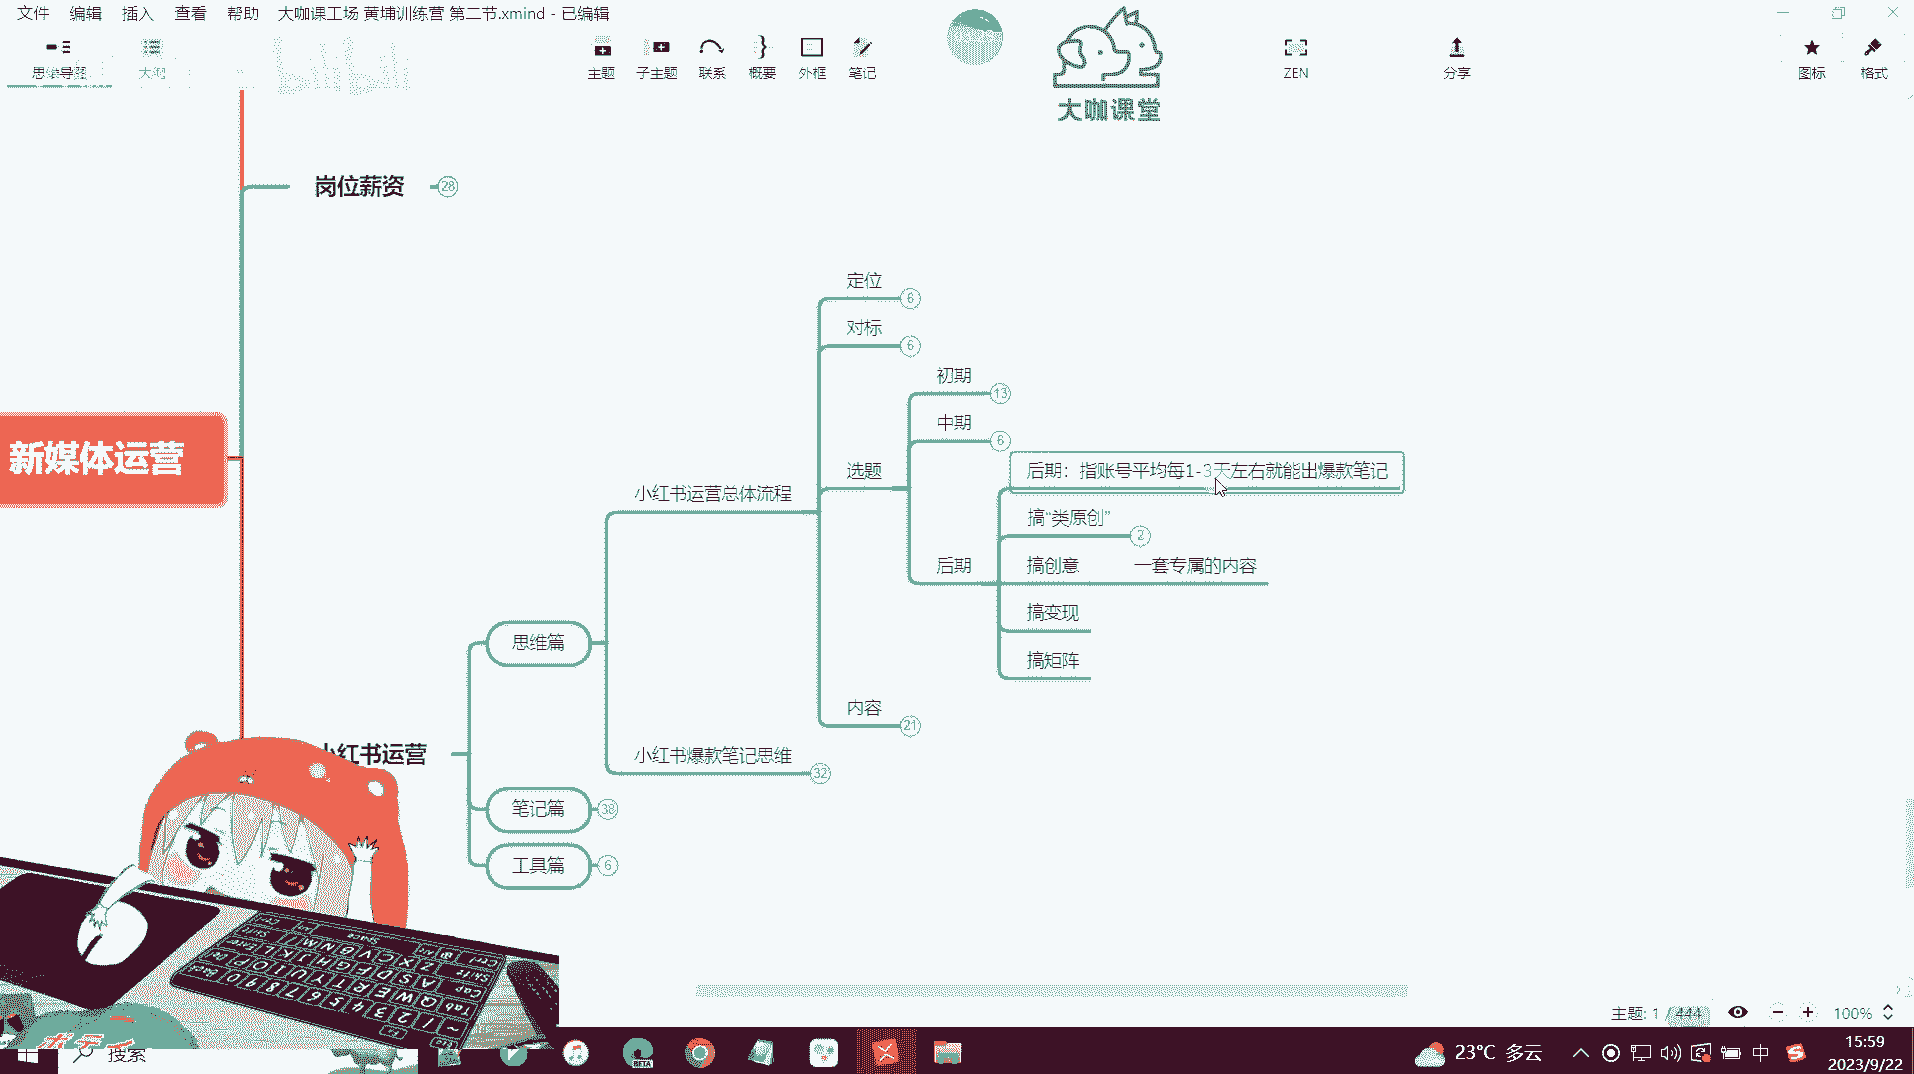 文件 编辑 插入 查看 帮助 大咖课工场 黄埔训练营 第二节.xmind - 已编辑
思维导图 大纲 主题 子主题 联系 概要 外框 笔记 ZEN 分享 图标 格式
bilibili
大咖课堂
岗位薪资 28
定位 6
对标 6
初期 13
中期 6
选题
后期：指账号平均每1-3天左右就能出爆款笔记
小红书运营总体流程
搞“类原创” 2
后期
搞创意 一套专属的内容
搞变现
搞矩阵
新媒体运营
思维篇
内容 21
小红书运营
小红书爆款笔记思维 32
笔记篇 38
工具篇 6
主题: 1 / 444 100%
搜索
BETA
23°C 多云
中
15:59
2023/9/22